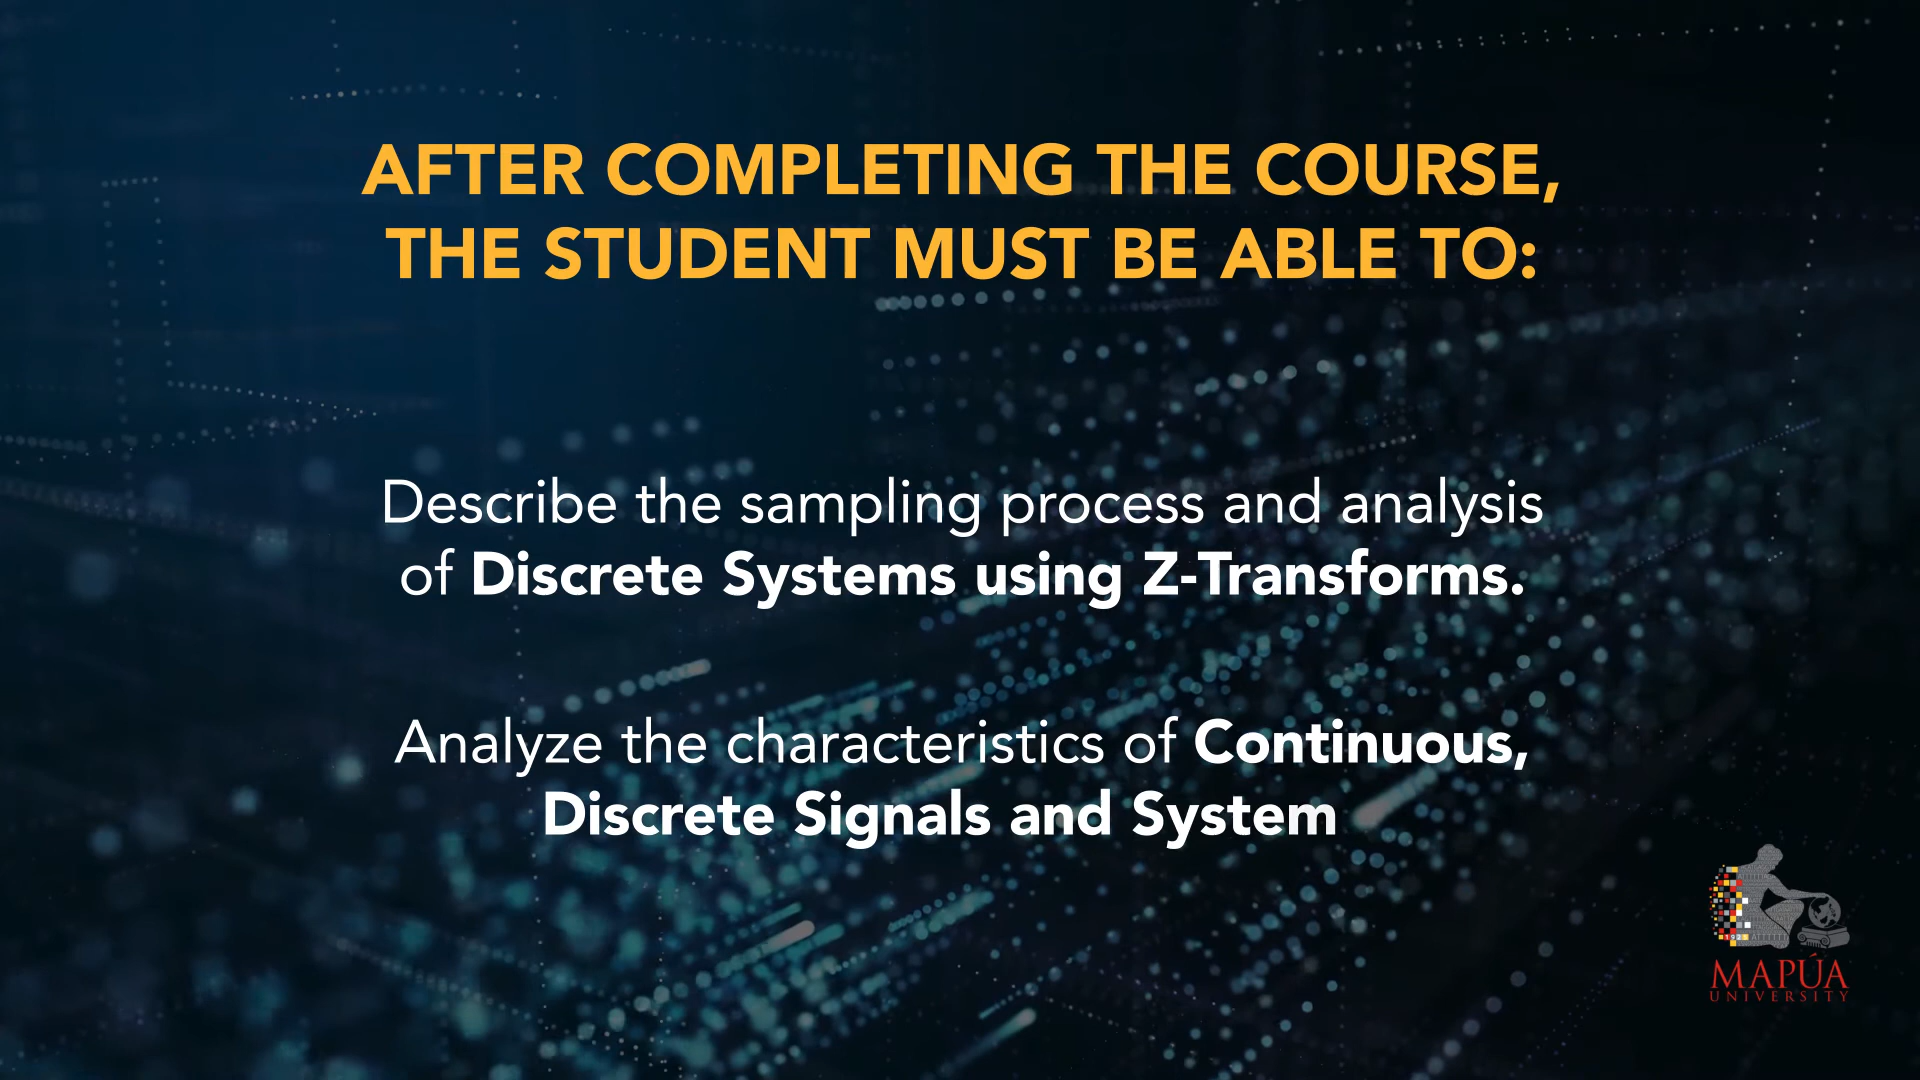 AFTER COMPLETING THE COURSE,
THE STUDENT MUST BE ABLE TO:
Describe the sampling process and analysis
of Discrete Systems using Z-Transforms.
Analyze the characteristics of Continuous,
Discrete Signals and System
MAPÚA
UNIVERSITY